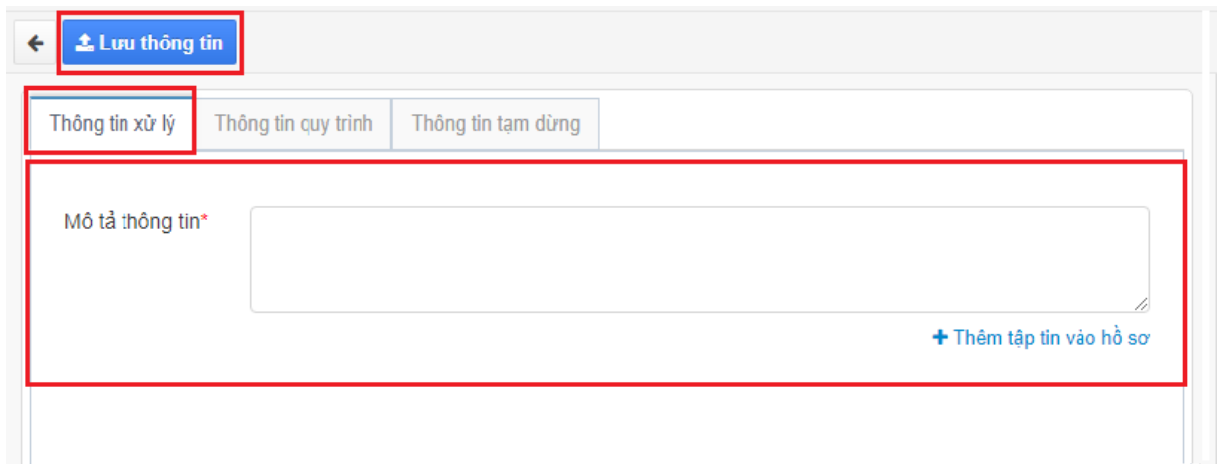 Lưu thông tin
Thông tin xử lý Thông tin quy trình Thông tin tạm dừng
Mô tả thông tin*
+ Thêm tập tin vào hồ sơ